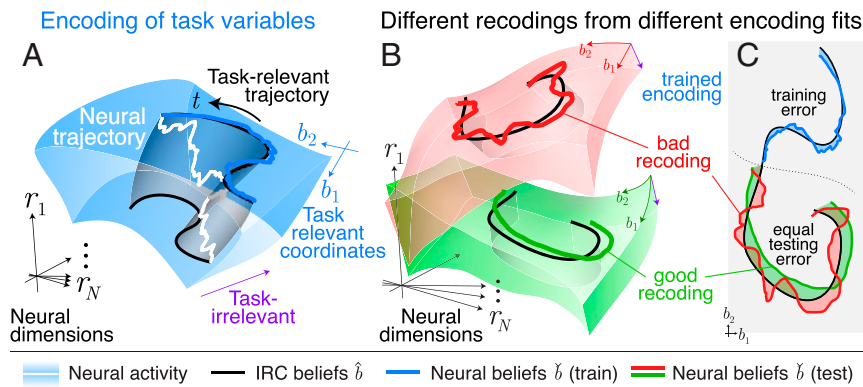 Encoding of task variables
Different recodings from different encoding fits
A
Task-relevant
trajectory
t
Neural
trajectory
b₂
b₁
Task
relevant
coordinates
r₁
r_N
Task-
irrelevant
Neural
dimensions
B
b₂
b₁
r₁
b₂
b₁
r_N
Neural
dimensions
trained
encoding
bad
recoding
good
recoding
C
training
error
equal
testing
error
b₂
b₁
Neural activity
IRC beliefs b̂
Neural beliefs b̌ (train)
Neural beliefs b̌ (test)